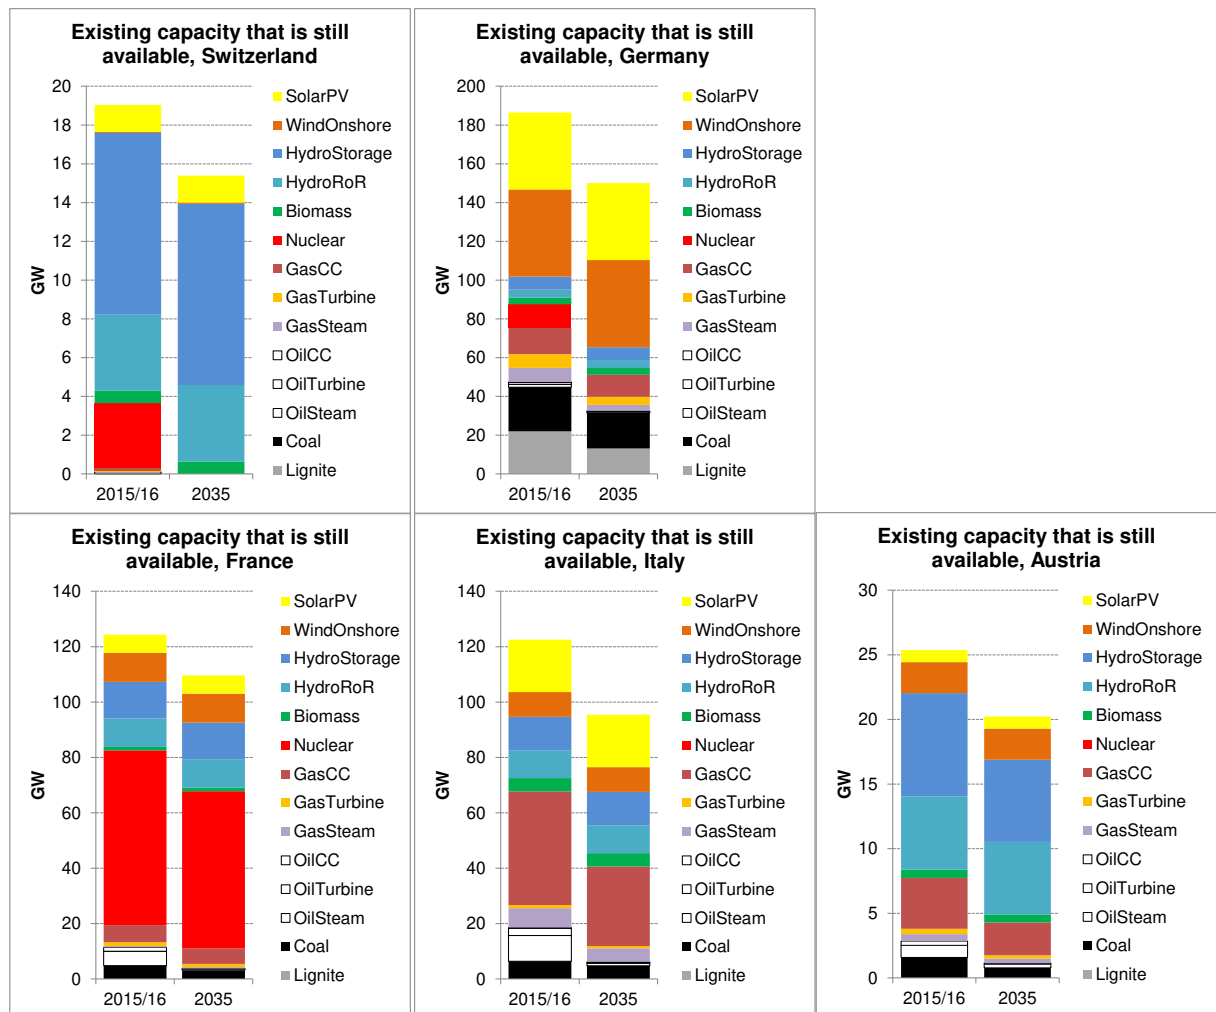 Existing capacity that is still
available, Switzerland
20
18
16
14
12
10
8
6
4
2
0
GW
2015/16
2035
SolarPV
WindOnshore
HydroStorage
HydroRoR
Biomass
Nuclear
GasCC
GasTurbine
GasSteam
OilCC
OilTurbine
OilSteam
Coal
Lignite
Existing capacity that is still
available, Germany
200
180
160
140
120
100
80
60
40
20
0
GW
2015/16
2035
SolarPV
WindOnshore
HydroStorage
HydroRoR
Biomass
Nuclear
GasCC
GasTurbine
GasSteam
OilCC
OilTurbine
OilSteam
Coal
Lignite
Existing capacity that is still
available, France
140
120
100
80
60
40
20
0
GW
2015/16
2035
SolarPV
WindOnshore
HydroStorage
HydroRoR
Biomass
Nuclear
GasCC
GasTurbine
GasSteam
OilCC
OilTurbine
OilSteam
Coal
Lignite
Existing capacity that is still
available, Italy
140
120
100
80
60
40
20
0
GW
2015/16
2035
SolarPV
WindOnshore
HydroStorage
HydroRoR
Biomass
Nuclear
GasCC
GasTurbine
GasSteam
OilCC
OilTurbine
OilSteam
Coal
Lignite
Existing capacity that is still
available, Austria
30
25
20
15
10
5
0
GW
2015/16
2035
SolarPV
WindOnshore
HydroStorage
HydroRoR
Biomass
Nuclear
GasCC
GasTurbine
GasSteam
OilCC
OilTurbine
OilSteam
Coal
Lignite